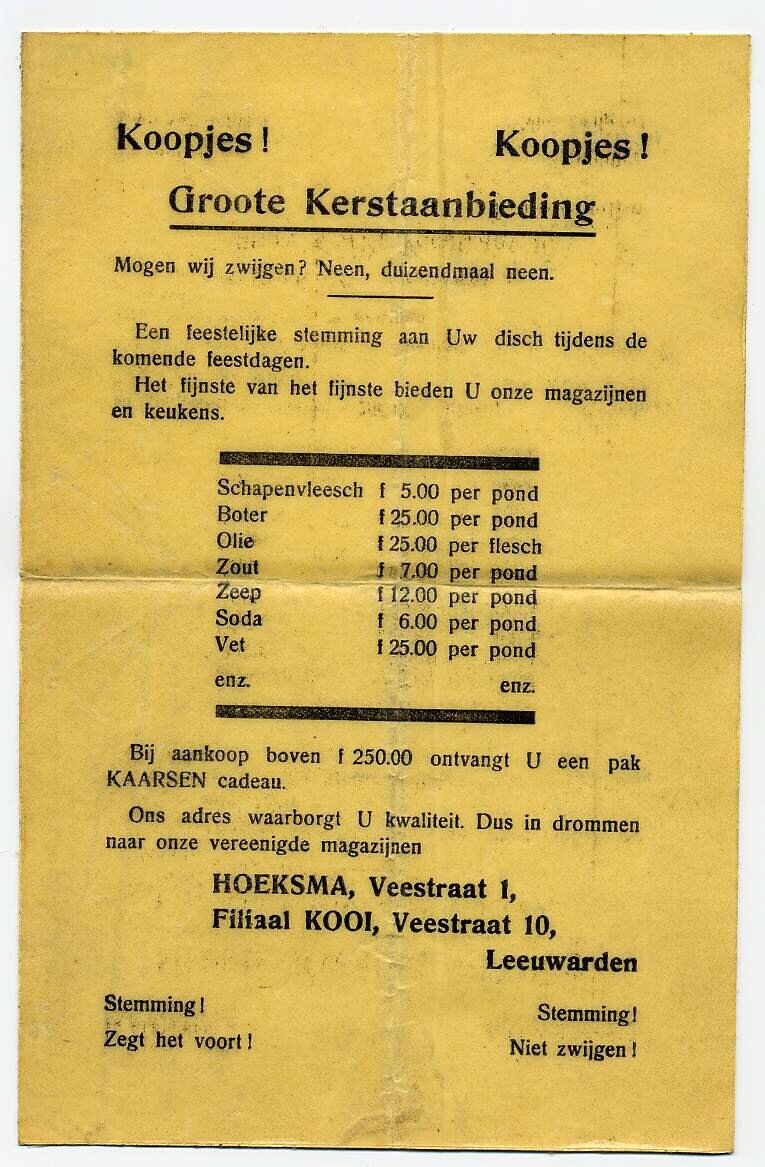 Koopjes! Koopjes!
Groote Kerstaanbieding
Mogen wij zwijgen? Neen, duizendmaal neen.
Een feestelijke stemming aan Uw disch tijdens de
komende feestdagen.
Het fijnste van het fijnste bieden U onze magazijnen
en keukens.
Schapenvleesch f 5.00 per pond
Boter f 25.00 per pond
Olie f 25.00 per flesch
Zout f 7.00 per pond
Zeep f 12.00 per pond
Soda f 6.00 per pond
Vet f 25.00 per pond
enz. enz.
Bij aankoop boven f 250.00 ontvangt U een pak
KAARSEN cadeau.
Ons adres waarborgt U kwaliteit. Dus in drommen
naar onze vereenigde magazijnen
HOEKSMA, Veestraat 1,
Filiaal KOOI, Veestraat 10,
Leeuwarden
Stemming! Stemming!
Zegt het voort! Niet zwijgen!